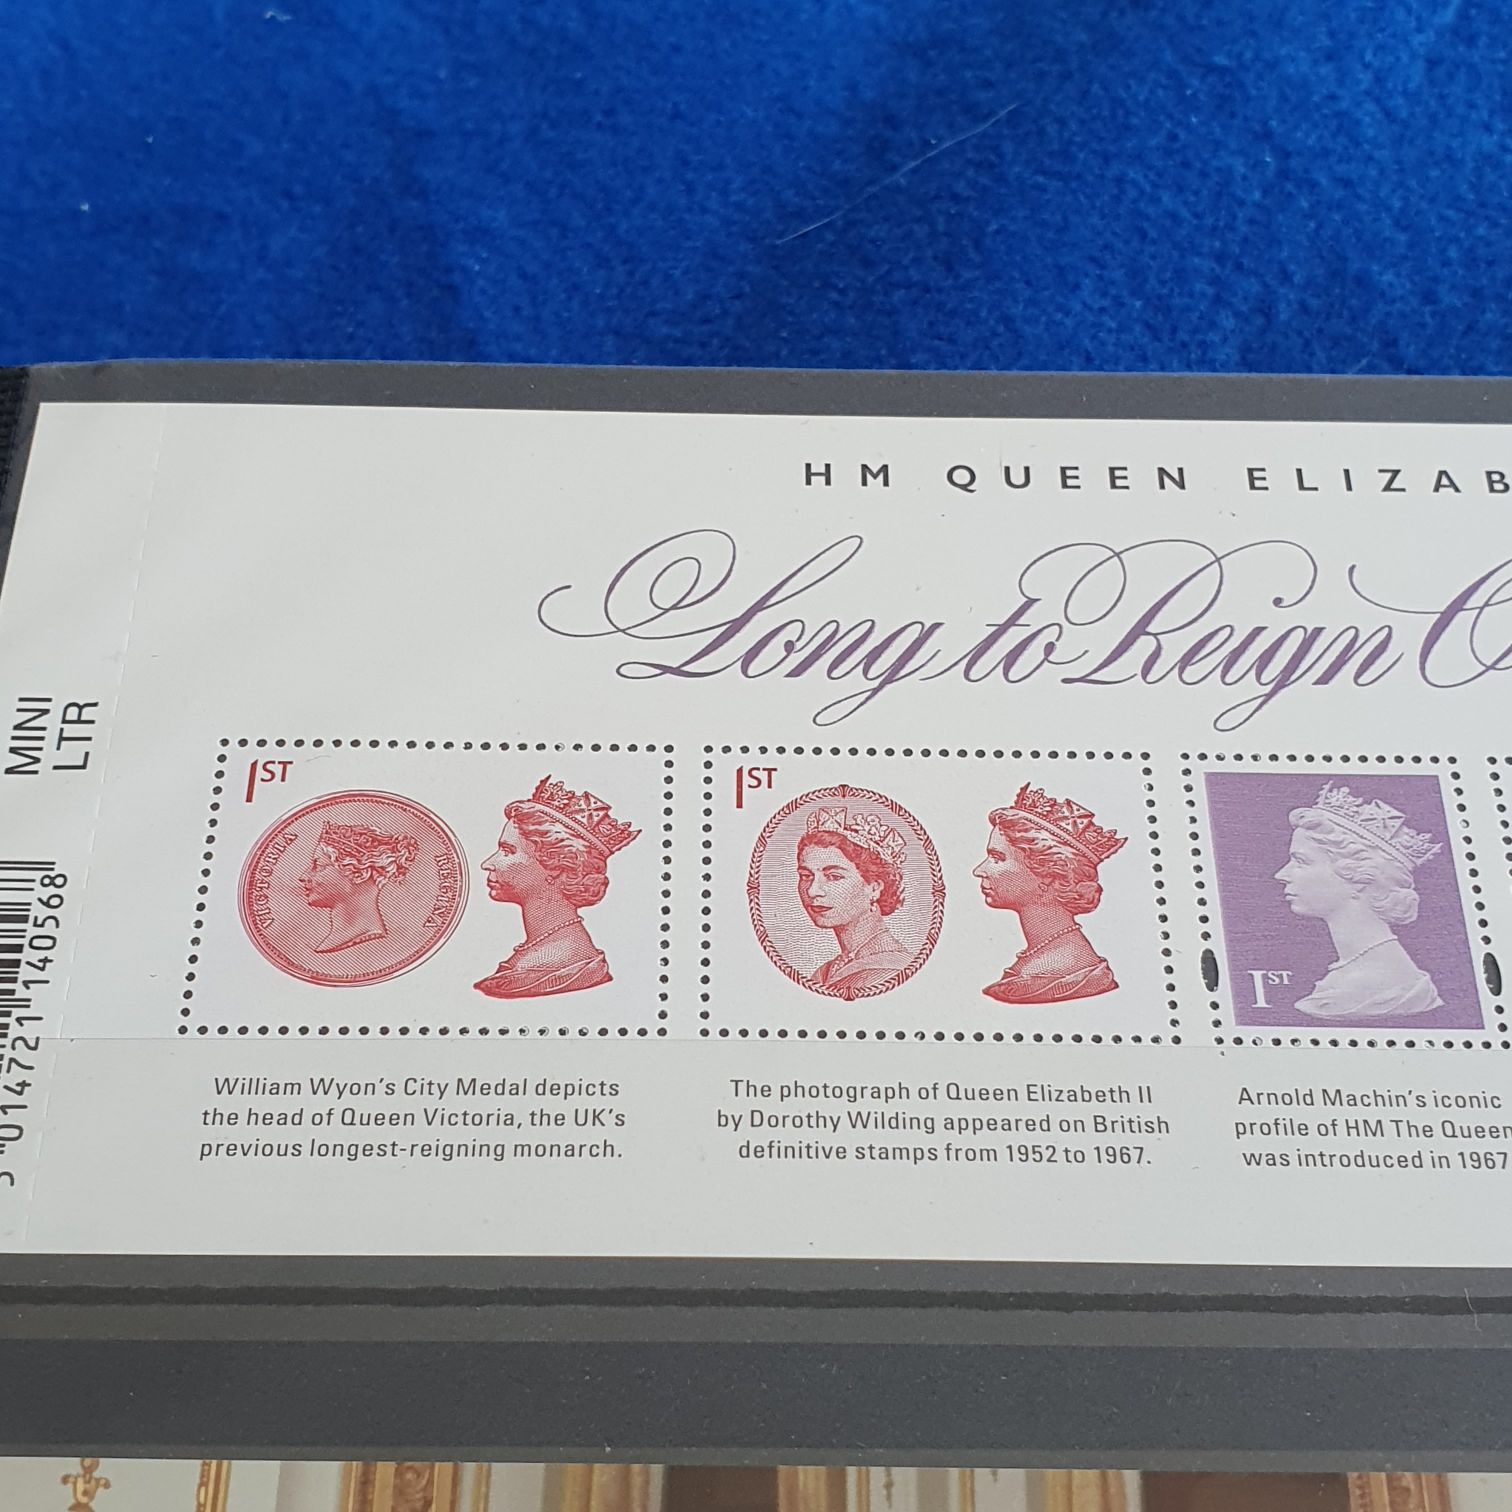 HM QUEEN ELIZAB
Long to Reign O
MINI
LTR
140568
1ST
VICTORIA REGINA
1ST
1ST
William Wyon's City Medal depicts
the head of Queen Victoria, the UK's
previous longest-reigning monarch.
The photograph of Queen Elizabeth II
by Dorothy Wilding appeared on British
definitive stamps from 1952 to 1967.
Arnold Machin's iconic
profile of HM The Queen
was introduced in 1967